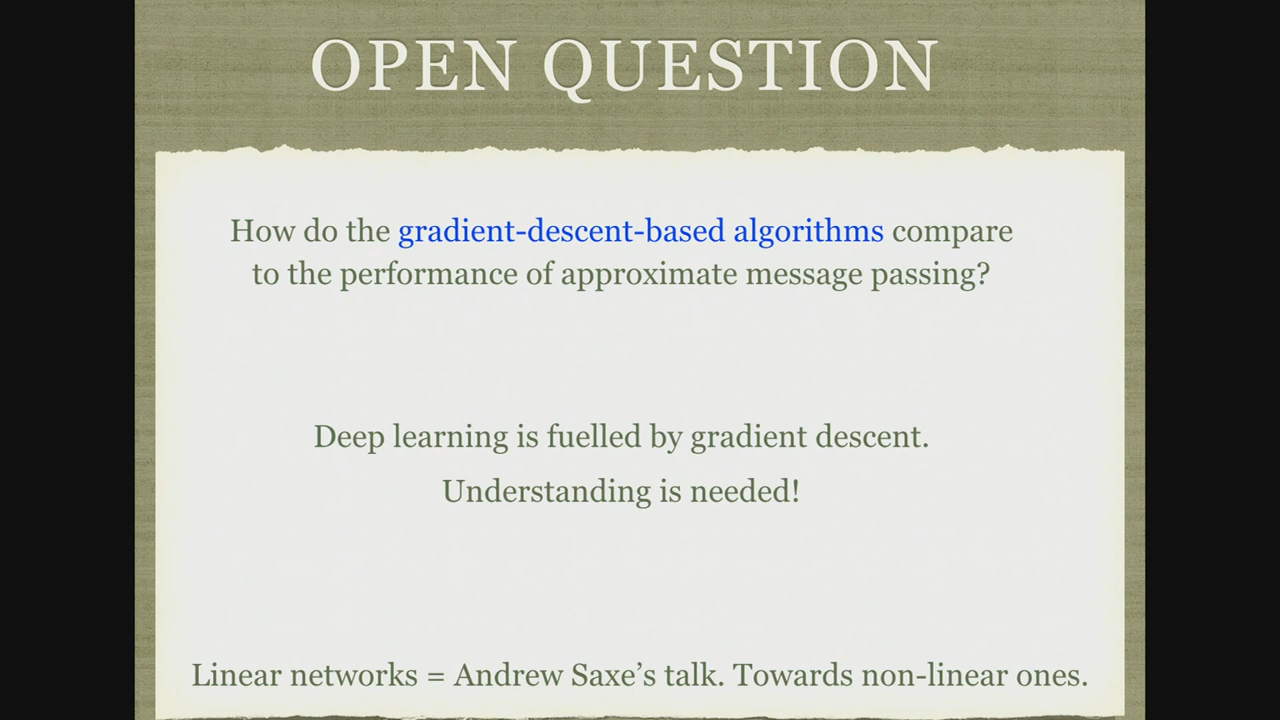 OPEN QUESTION
How do the gradient-descent-based algorithms compare
to the performance of approximate message passing?
Deep learning is fuelled by gradient descent.
Understanding is needed!
Linear networks = Andrew Saxe’s talk. Towards non-linear ones.